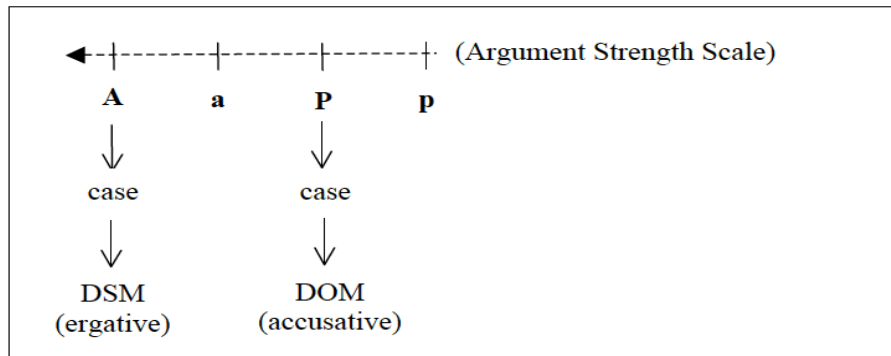 (Argument Strength Scale)
A a P p
case case
DSM DOM
(ergative) (accusative)